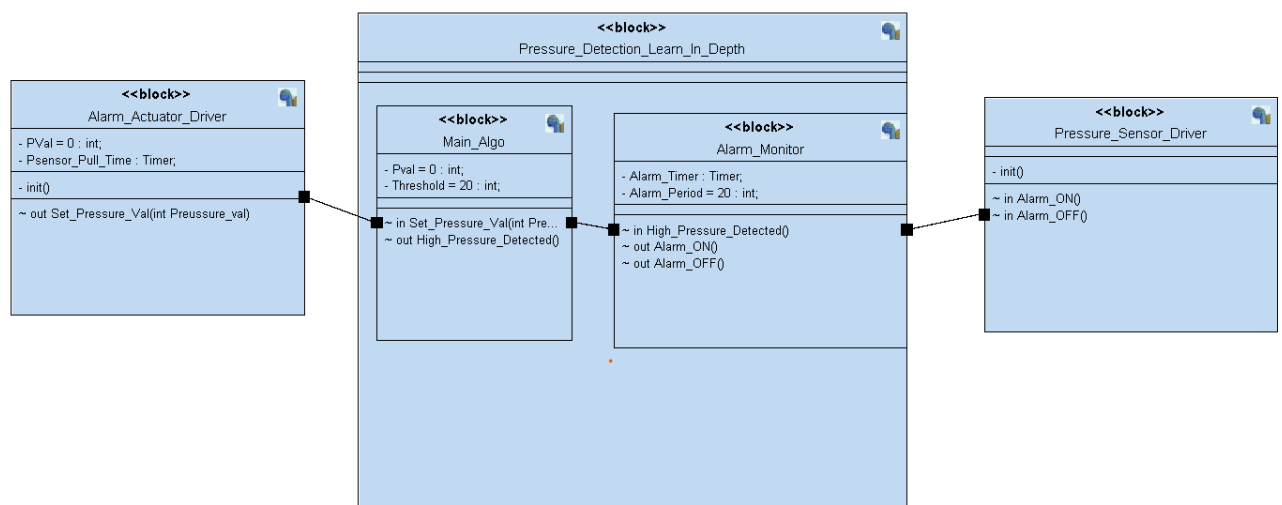 <<block>>
Alarm_Actuator_Driver
- PVal = 0 : int;
- Psensor_Pull_Time : Timer;
- init()
~ out Set_Pressure_Val(int Preussure_val)
<<block>>
Pressure_Detection_Learn_In_Depth
<<block>>
Main_Algo
- Pval = 0 : int;
- Threshold = 20 : int;
~ in Set_Pressure_Val(int Pre...
~ out High_Pressure_Detected()
<<block>>
Alarm_Monitor
- Alarm_Timer : Timer;
- Alarm_Period = 20 : int;
~ in High_Pressure_Detected()
~ out Alarm_ON()
~ out Alarm_OFF()
<<block>>
Pressure_Sensor_Driver
- init()
~ in Alarm_ON()
~ in Alarm_OFF()